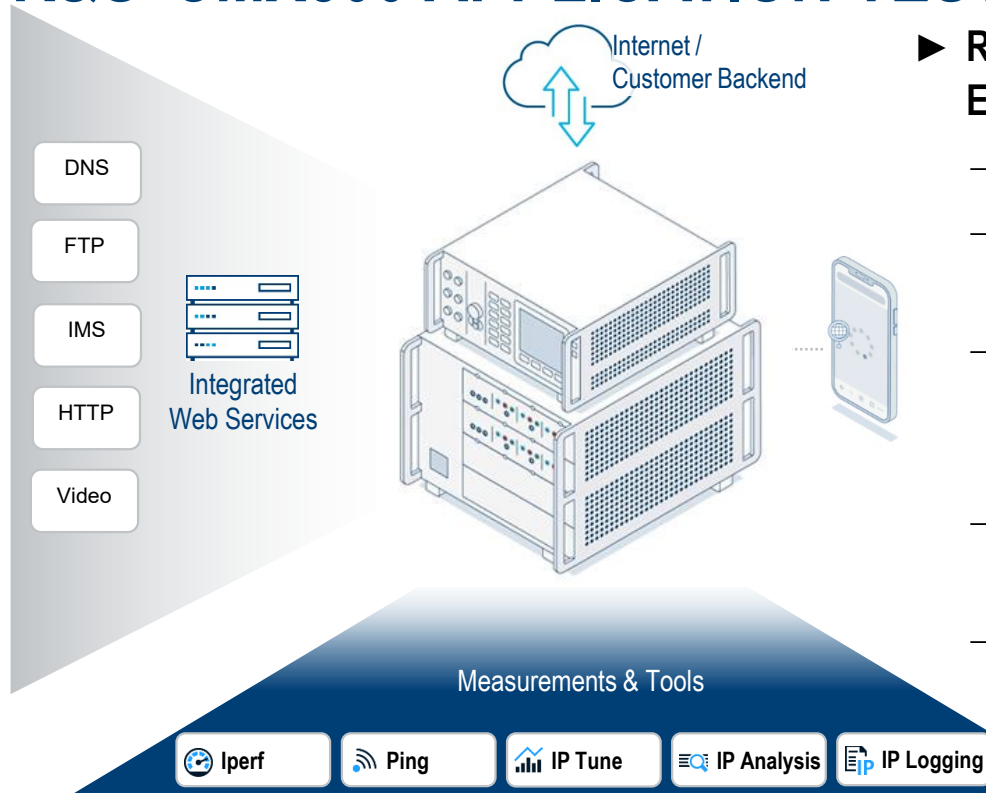 Internet /
Customer Backend
DNS
FTP
IMS
HTTP
Video
Integrated
Web Services
Measurements & Tools
Iperf
Ping
IP Tune
IP Analysis
IP Logging